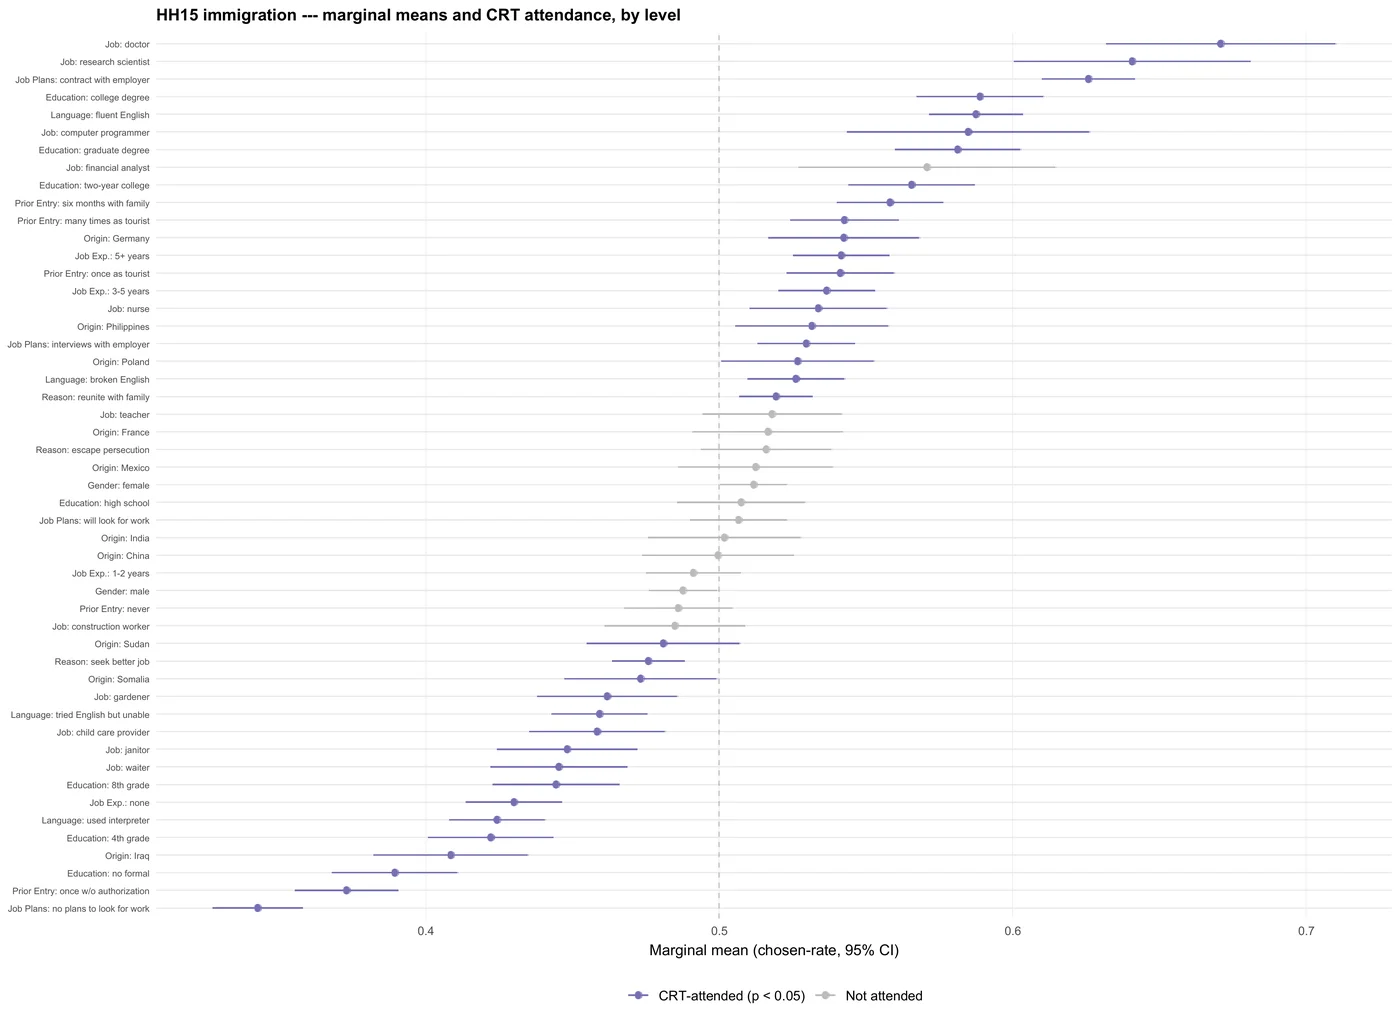 HH15 immigration --- marginal means and CRT attendance, by level
Job: doctor
Job: research scientist
Job Plans: contract with employer
Education: college degree
Language: fluent English
Job: computer programmer
Education: graduate degree
Job: financial analyst
Education: two-year college
Prior Entry: six months with family
Prior Entry: many times as tourist
Origin: Germany
Job Exp.: 5+ years
Prior Entry: once as tourist
Job Exp.: 3-5 years
Job: nurse
Origin: Philippines
Job Plans: interviews with employer
Origin: Poland
Language: broken English
Reason: reunite with family
Job: teacher
Origin: France
Reason: escape persecution
Origin: Mexico
Gender: female
Education: high school
Job Plans: will look for work
Origin: India
Origin: China
Job Exp.: 1-2 years
Gender: male
Prior Entry: never
Job: construction worker
Origin: Sudan
Reason: seek better job
Origin: Somalia
Job: gardener
Language: tried English but unable
Job: child care provider
Job: janitor
Job: waiter
Education: 8th grade
Job Exp.: none
Language: used interpreter
Education: 4th grade
Origin: Iraq
Education: no formal
Prior Entry: once w/o authorization
Job Plans: no plans to look for work
0.4 0.5 0.6 0.7
Marginal mean (chosen-rate, 95% CI)
CRT-attended (p < 0.05) Not attended